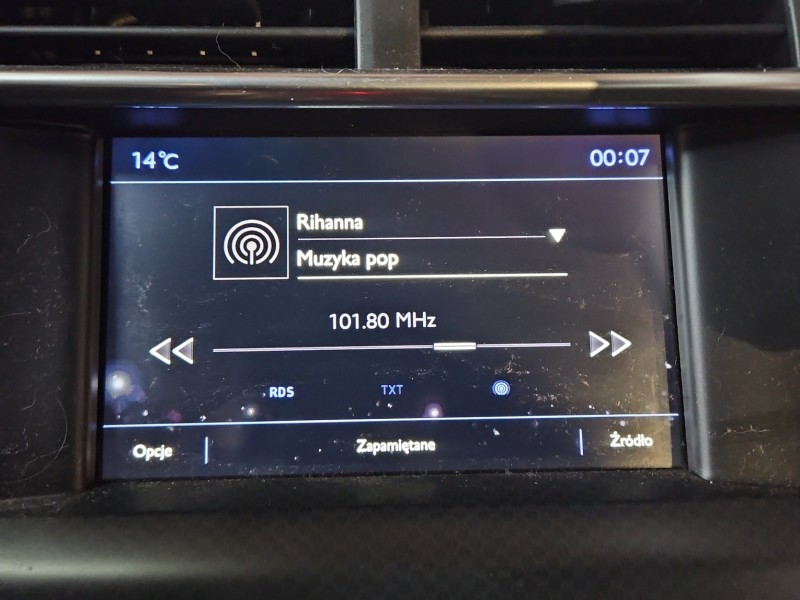 14°C 00:07
Rihanna
Muzyka pop
101.80 MHz
RDS TXT
Opcje Zapamiętane Źródło